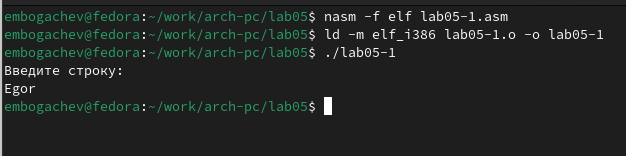 embogachev@fedora:~/work/arch-pc/lab05$ nasm -f elf lab05-1.asm
embogachev@fedora:~/work/arch-pc/lab05$ ld -m elf_i386 lab05-1.o -o lab05-1
embogachev@fedora:~/work/arch-pc/lab05$ ./lab05-1
Введите строку:
Egor
embogachev@fedora:~/work/arch-pc/lab05$